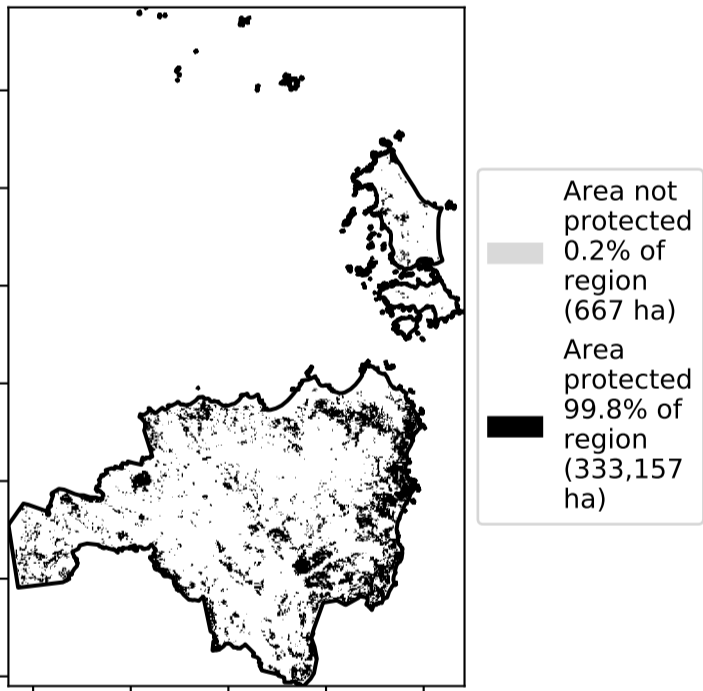 Area not
protected
0.2% of
region
(667 ha)
Area
protected
99.8% of
region
(333,157
ha)